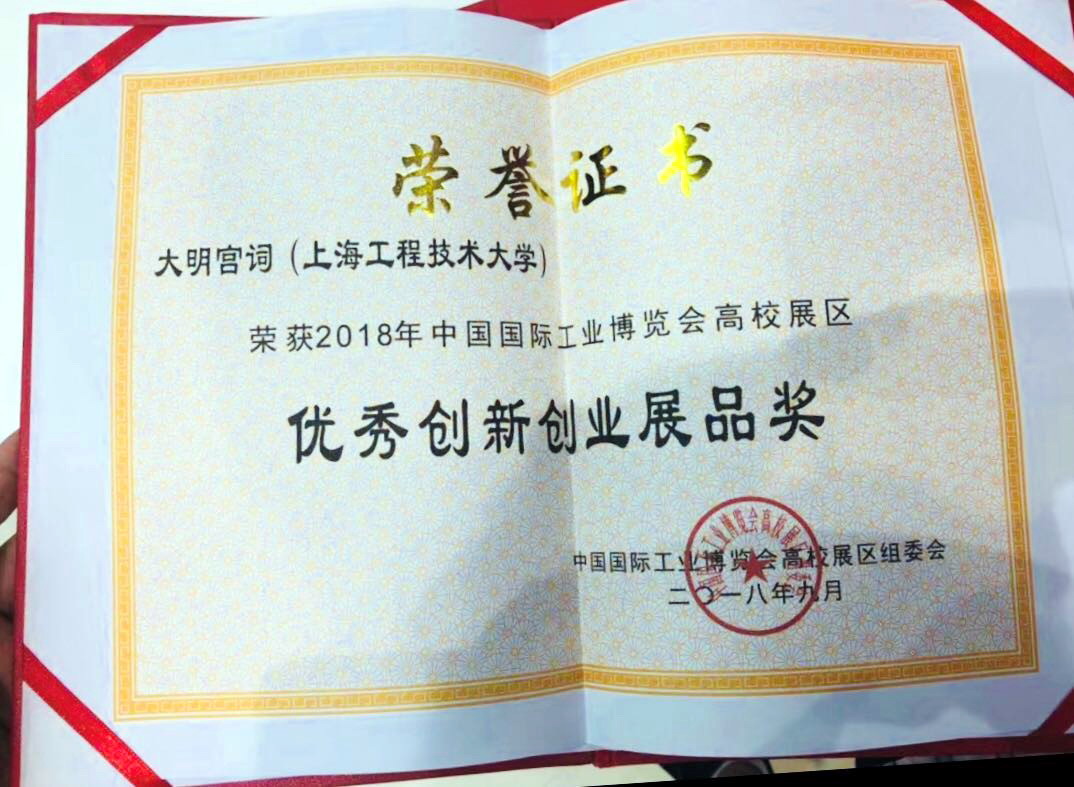 荣誉证书
大明宫词（上海工程技术大学）
荣获2018年中国国际工业博览会高校展区
优秀创新创业展品奖
中国国际工业博览会高校展区组委会
二〇一八年九月